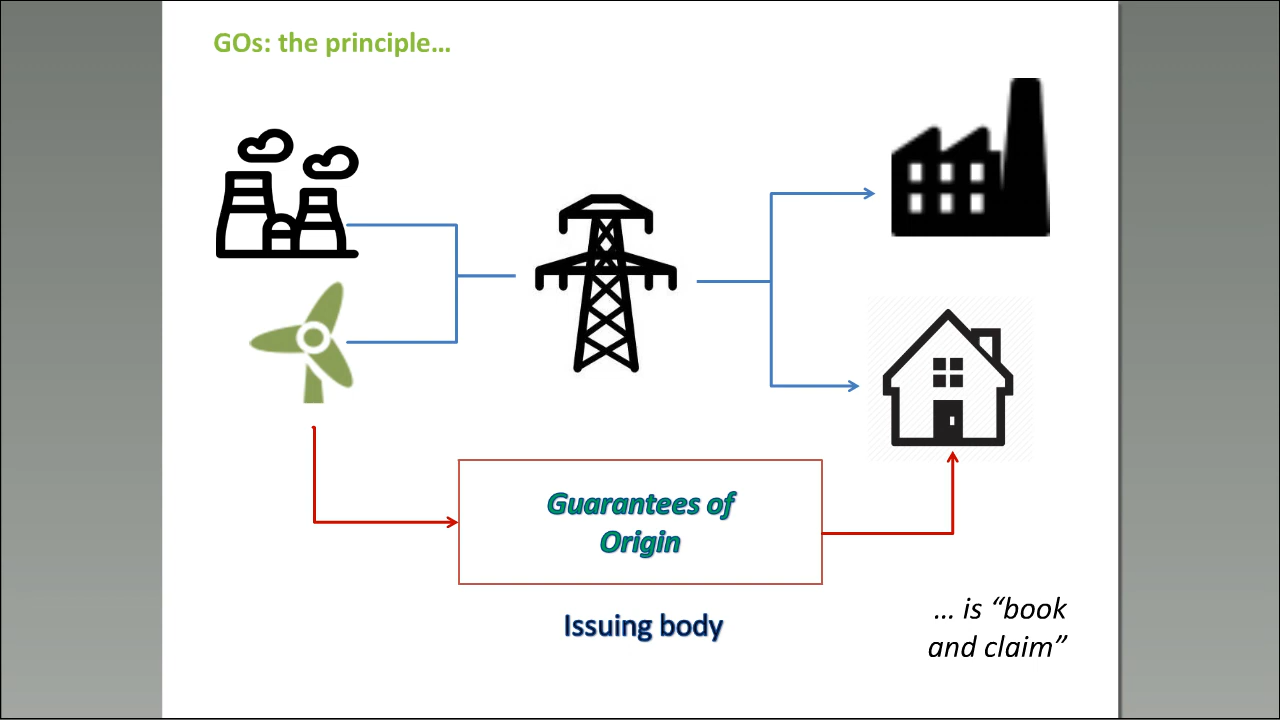 GOs: the principle…
Guarantees of
Origin
Issuing body
… is “book
and claim”